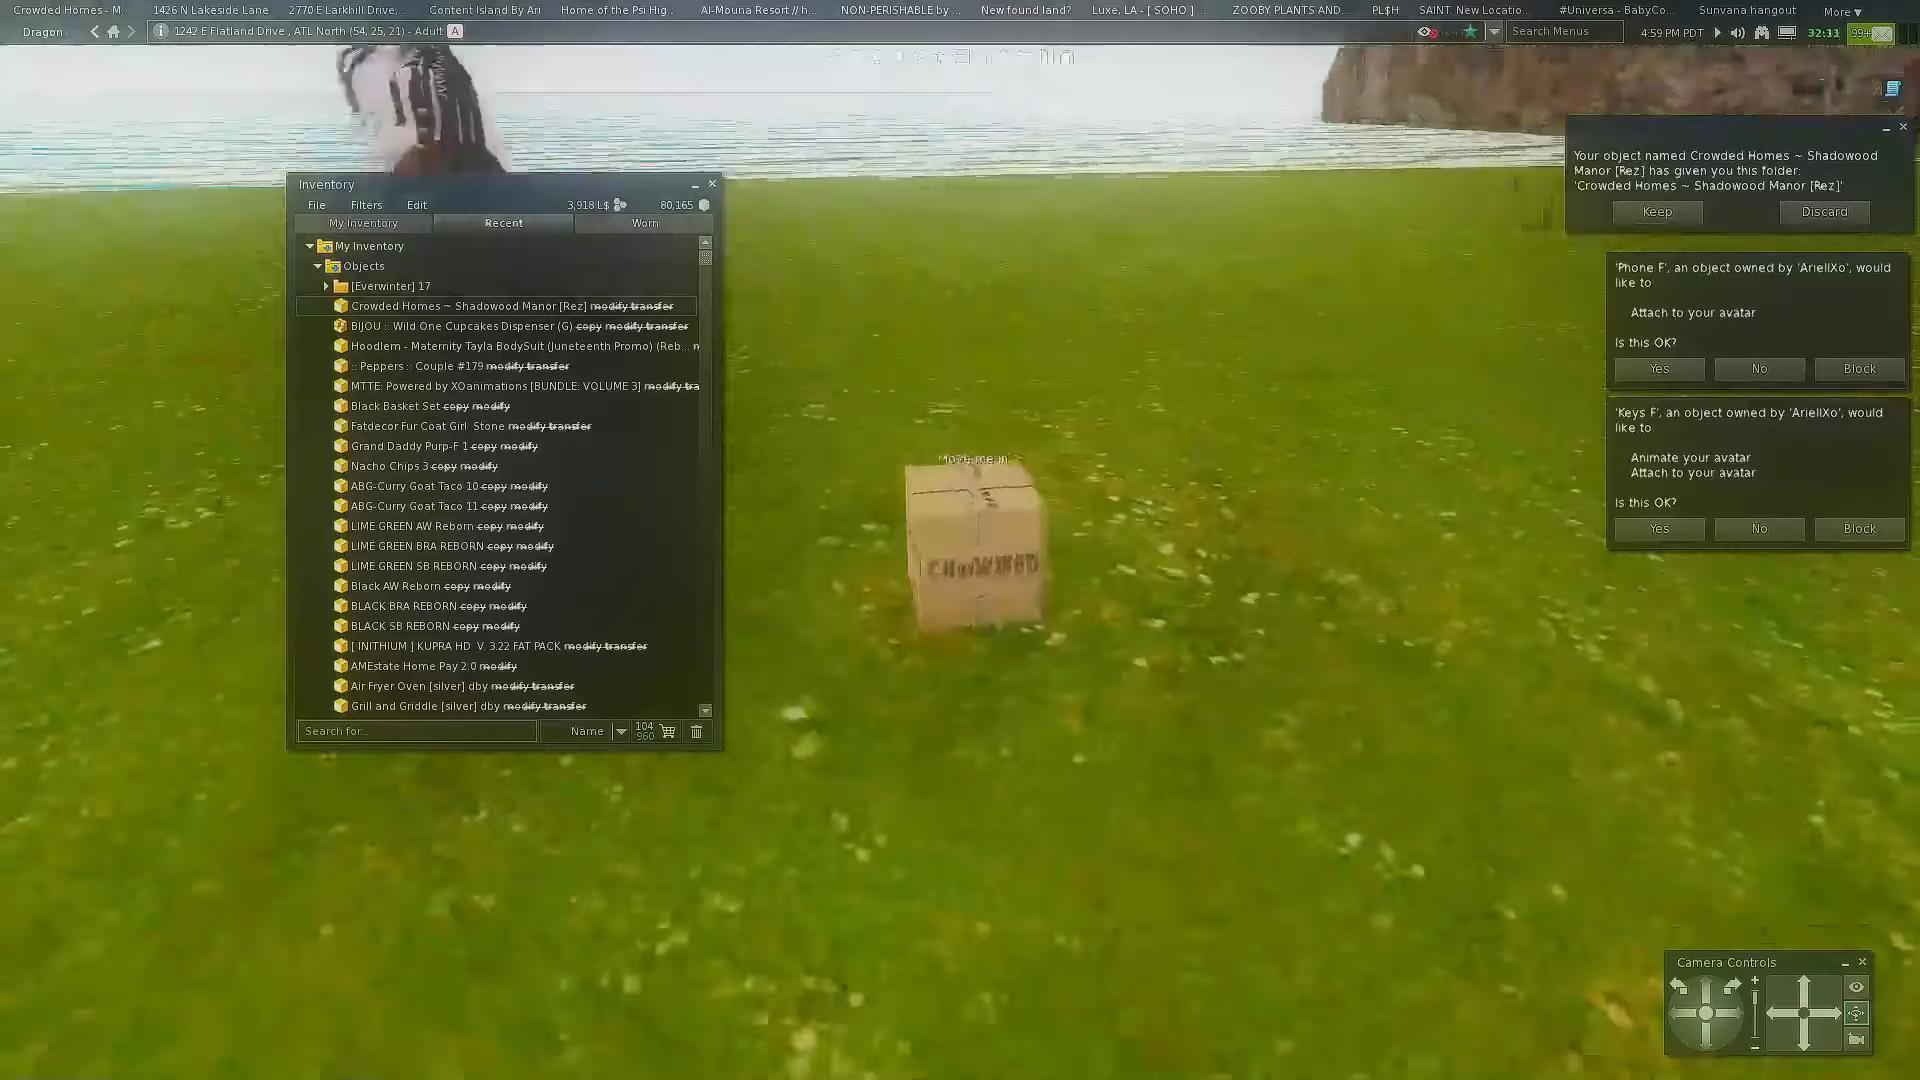 Crowded Homes - M... 1426 N Lakeside Lane 2770 E Larkhill Drive,... Content Island By Ari Home of the Psi Hig... Al-Mouna Resort // h... NON-PERISHABLE by ... New found land? Luxe, LA - [ SOHO ] ... ZOOBY PLANTS AND... PL$H SAINT. New Locatio... #Universa - BabyCo... Sunvana hangout More ▼
Dragon 1242 E Flatland Drive , ATL North (54, 25, 21) - Adult A Search Menus 4:59 PM PDT 32:11 99+
Inventory
File Filters Edit 3,918 L$ 80,165
My Inventory Recent Worn
My Inventory
Objects
[Everwinter] 17
Crowded Homes ~ Shadowood Manor [Rez] modify transfer
BIJOU :: Wild One Cupcakes Dispenser (G) copy modify transfer
Hoodlem - Maternity Tayla BodySuit (Juneteenth Promo) (Reb... n
:: Peppers :: Couple #179 modify transfer
MTTE: Powered by XOanimations [BUNDLE: VOLUME 3] modify tra
Black Basket Set copy modify
Fatdecor Fur Coat Girl Stone modify transfer
Grand Daddy Purp-F 1 copy modify
Nacho Chips 3 copy modify
ABG-Curry Goat Taco 10 copy modify
ABG-Curry Goat Taco 11 copy modify
LIME GREEN AW Reborn copy modify
LIME GREEN BRA REBORN copy modify
LIME GREEN SB REBORN copy modify
Black AW Reborn copy modify
BLACK BRA REBORN copy modify
BLACK SB REBORN copy modify
[ INITHIUM ] KUPRA HD V. 3.22 FAT PACK modify transfer
AMEstate Home Pay 2.0 modify
Air Fryer Oven [silver] dby modify transfer
Grill and Griddle [silver] dby modify transfer
Search for... Name 104
960
Move me in
Your object named Crowded Homes ~ Shadowood
Manor [Rez] has given you this folder:
'Crowded Homes ~ Shadowood Manor [Rez]'
Keep Discard
'Phone F', an object owned by 'ArielIXo', would
like to
Attach to your avatar
Is this OK?
Yes No Block
'Keys F', an object owned by 'ArielIXo', would
like to
Animate your avatar
Attach to your avatar
Is this OK?
Yes No Block
Camera Controls